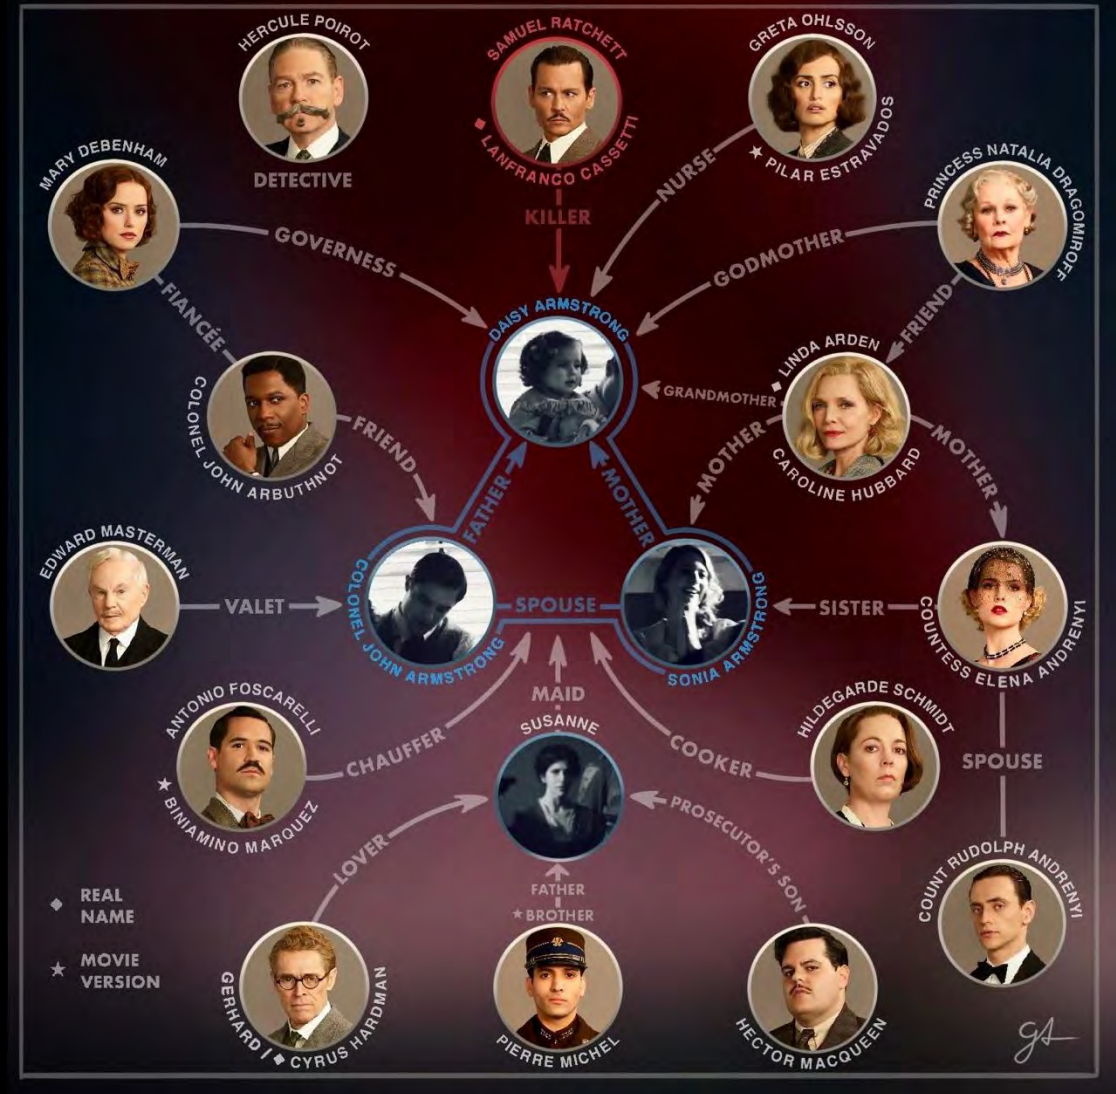 HERCULE POIROT
DETECTIVE
SAMUEL RATCHETT
◆ LANFRANCO CASSETTI
KILLER
GRETA OHLSSON
★ PILAR ESTRAVADOS
NURSE
MARY DEBENHAM
GOVERNESS
FIANCÉE
PRINCESS NATALIA DRAGOMIROFF
GODMOTHER
FRIEND
DAISY ARMSTRONG
◆ LINDA ARDEN
CAROLINE HUBBARD
GRANDMOTHER
MOTHER
MOTHER
COLONEL JOHN ARBUTHNOT
FRIEND
FATHER
MOTHER
EDWARD MASTERMAN
VALET
COLONEL JOHN ARMSTRONG
SPOUSE
SONIA ARMSTRONG
SISTER
COUNTESS ELENA ANDRENYI
ANTONIO FOSCARELLI
★ BINIAMINO MARQUEZ
CHAUFFER
MAID
SUSANNE
COOKER
HILDEGARDE SCHMIDT
SPOUSE
LOVER
FATHER
★ BROTHER
PROSECUTOR'S SON
COUNT RUDOLPH ANDRENYI
◆ REAL
NAME
★ MOVIE
VERSION
GERHARD / ◆ CYRUS HARDMAN
PIERRE MICHEL
HECTOR MACQUEEN